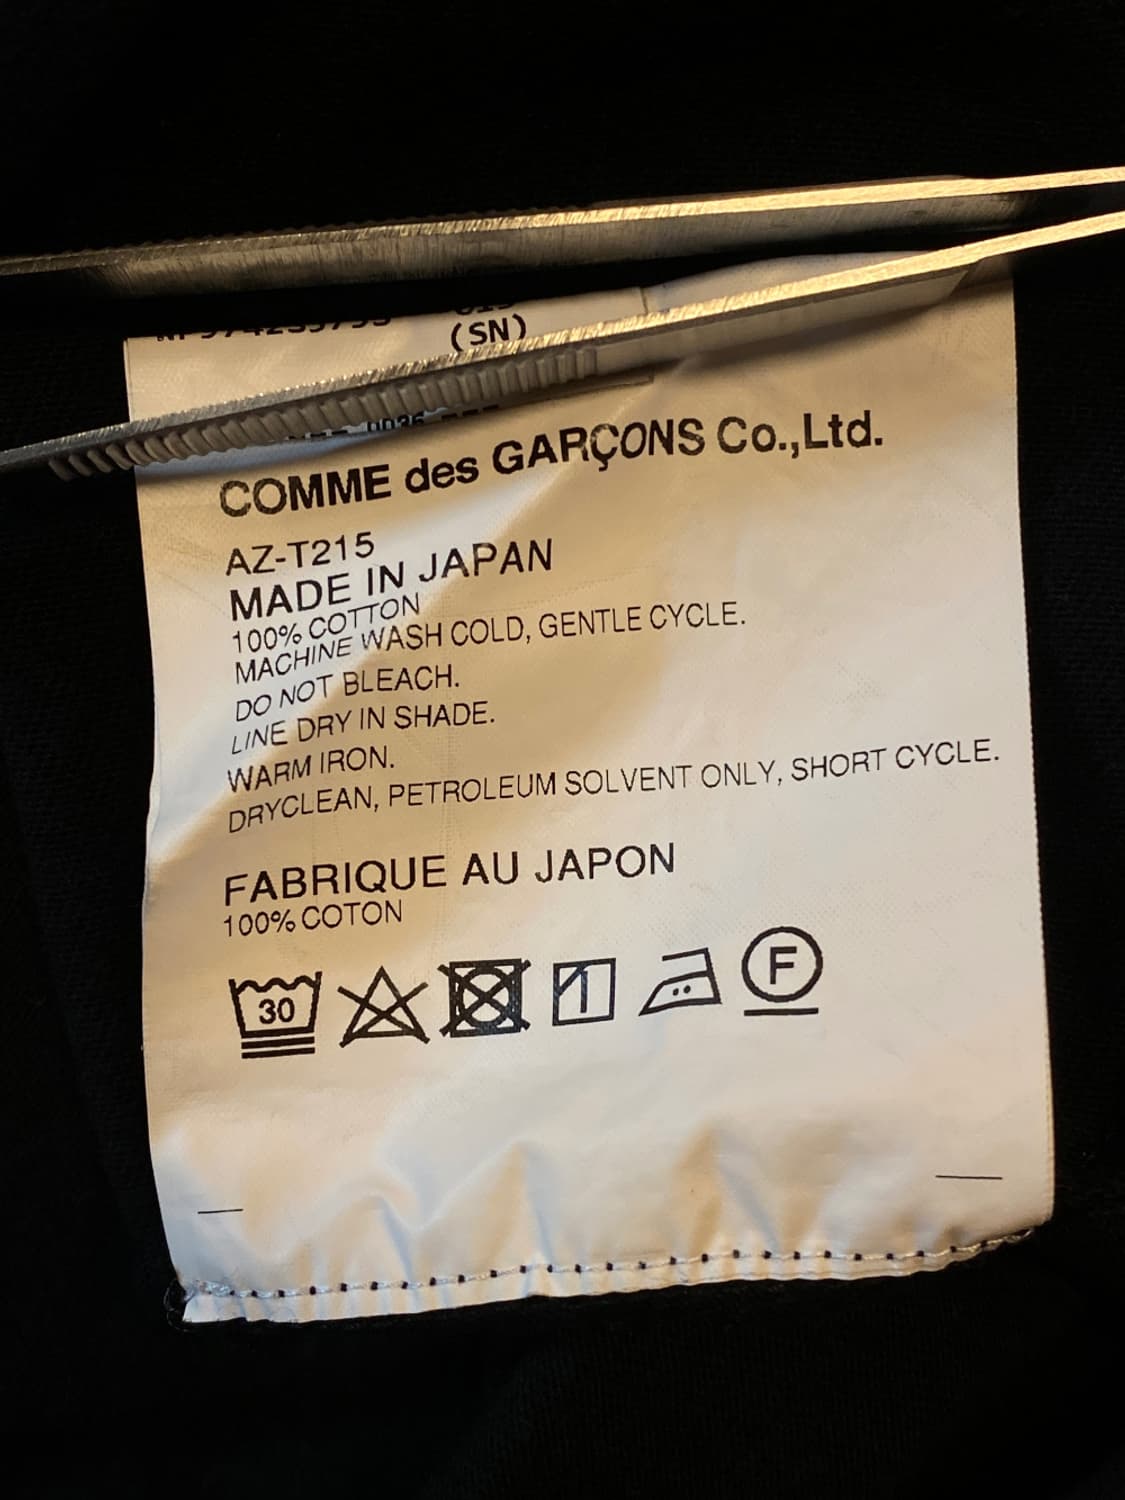 (SN)
COMME des GARÇONS Co.,Ltd.
AZ-T215
MADE IN JAPAN
100% COTTON
MACHINE WASH COLD, GENTLE CYCLE.
DO NOT BLEACH.
LINE DRY IN SHADE.
WARM IRON.
DRYCLEAN, PETROLEUM SOLVENT ONLY, SHORT CYCLE.
FABRIQUE AU JAPON
100% COTON
30 F